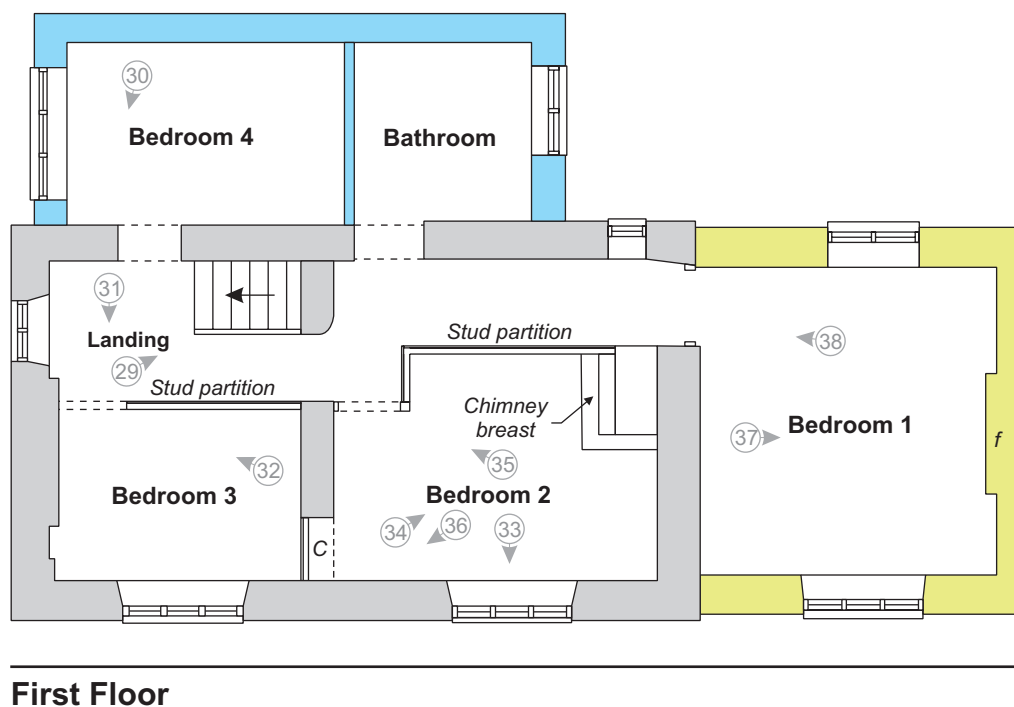 30
Bedroom 4
Bathroom
31
Landing
29
Stud partition
Stud partition
38
Chimney
breast
37
Bedroom 1
f
32
35
Bedroom 3
Bedroom 2
34
36
33
C
First Floor